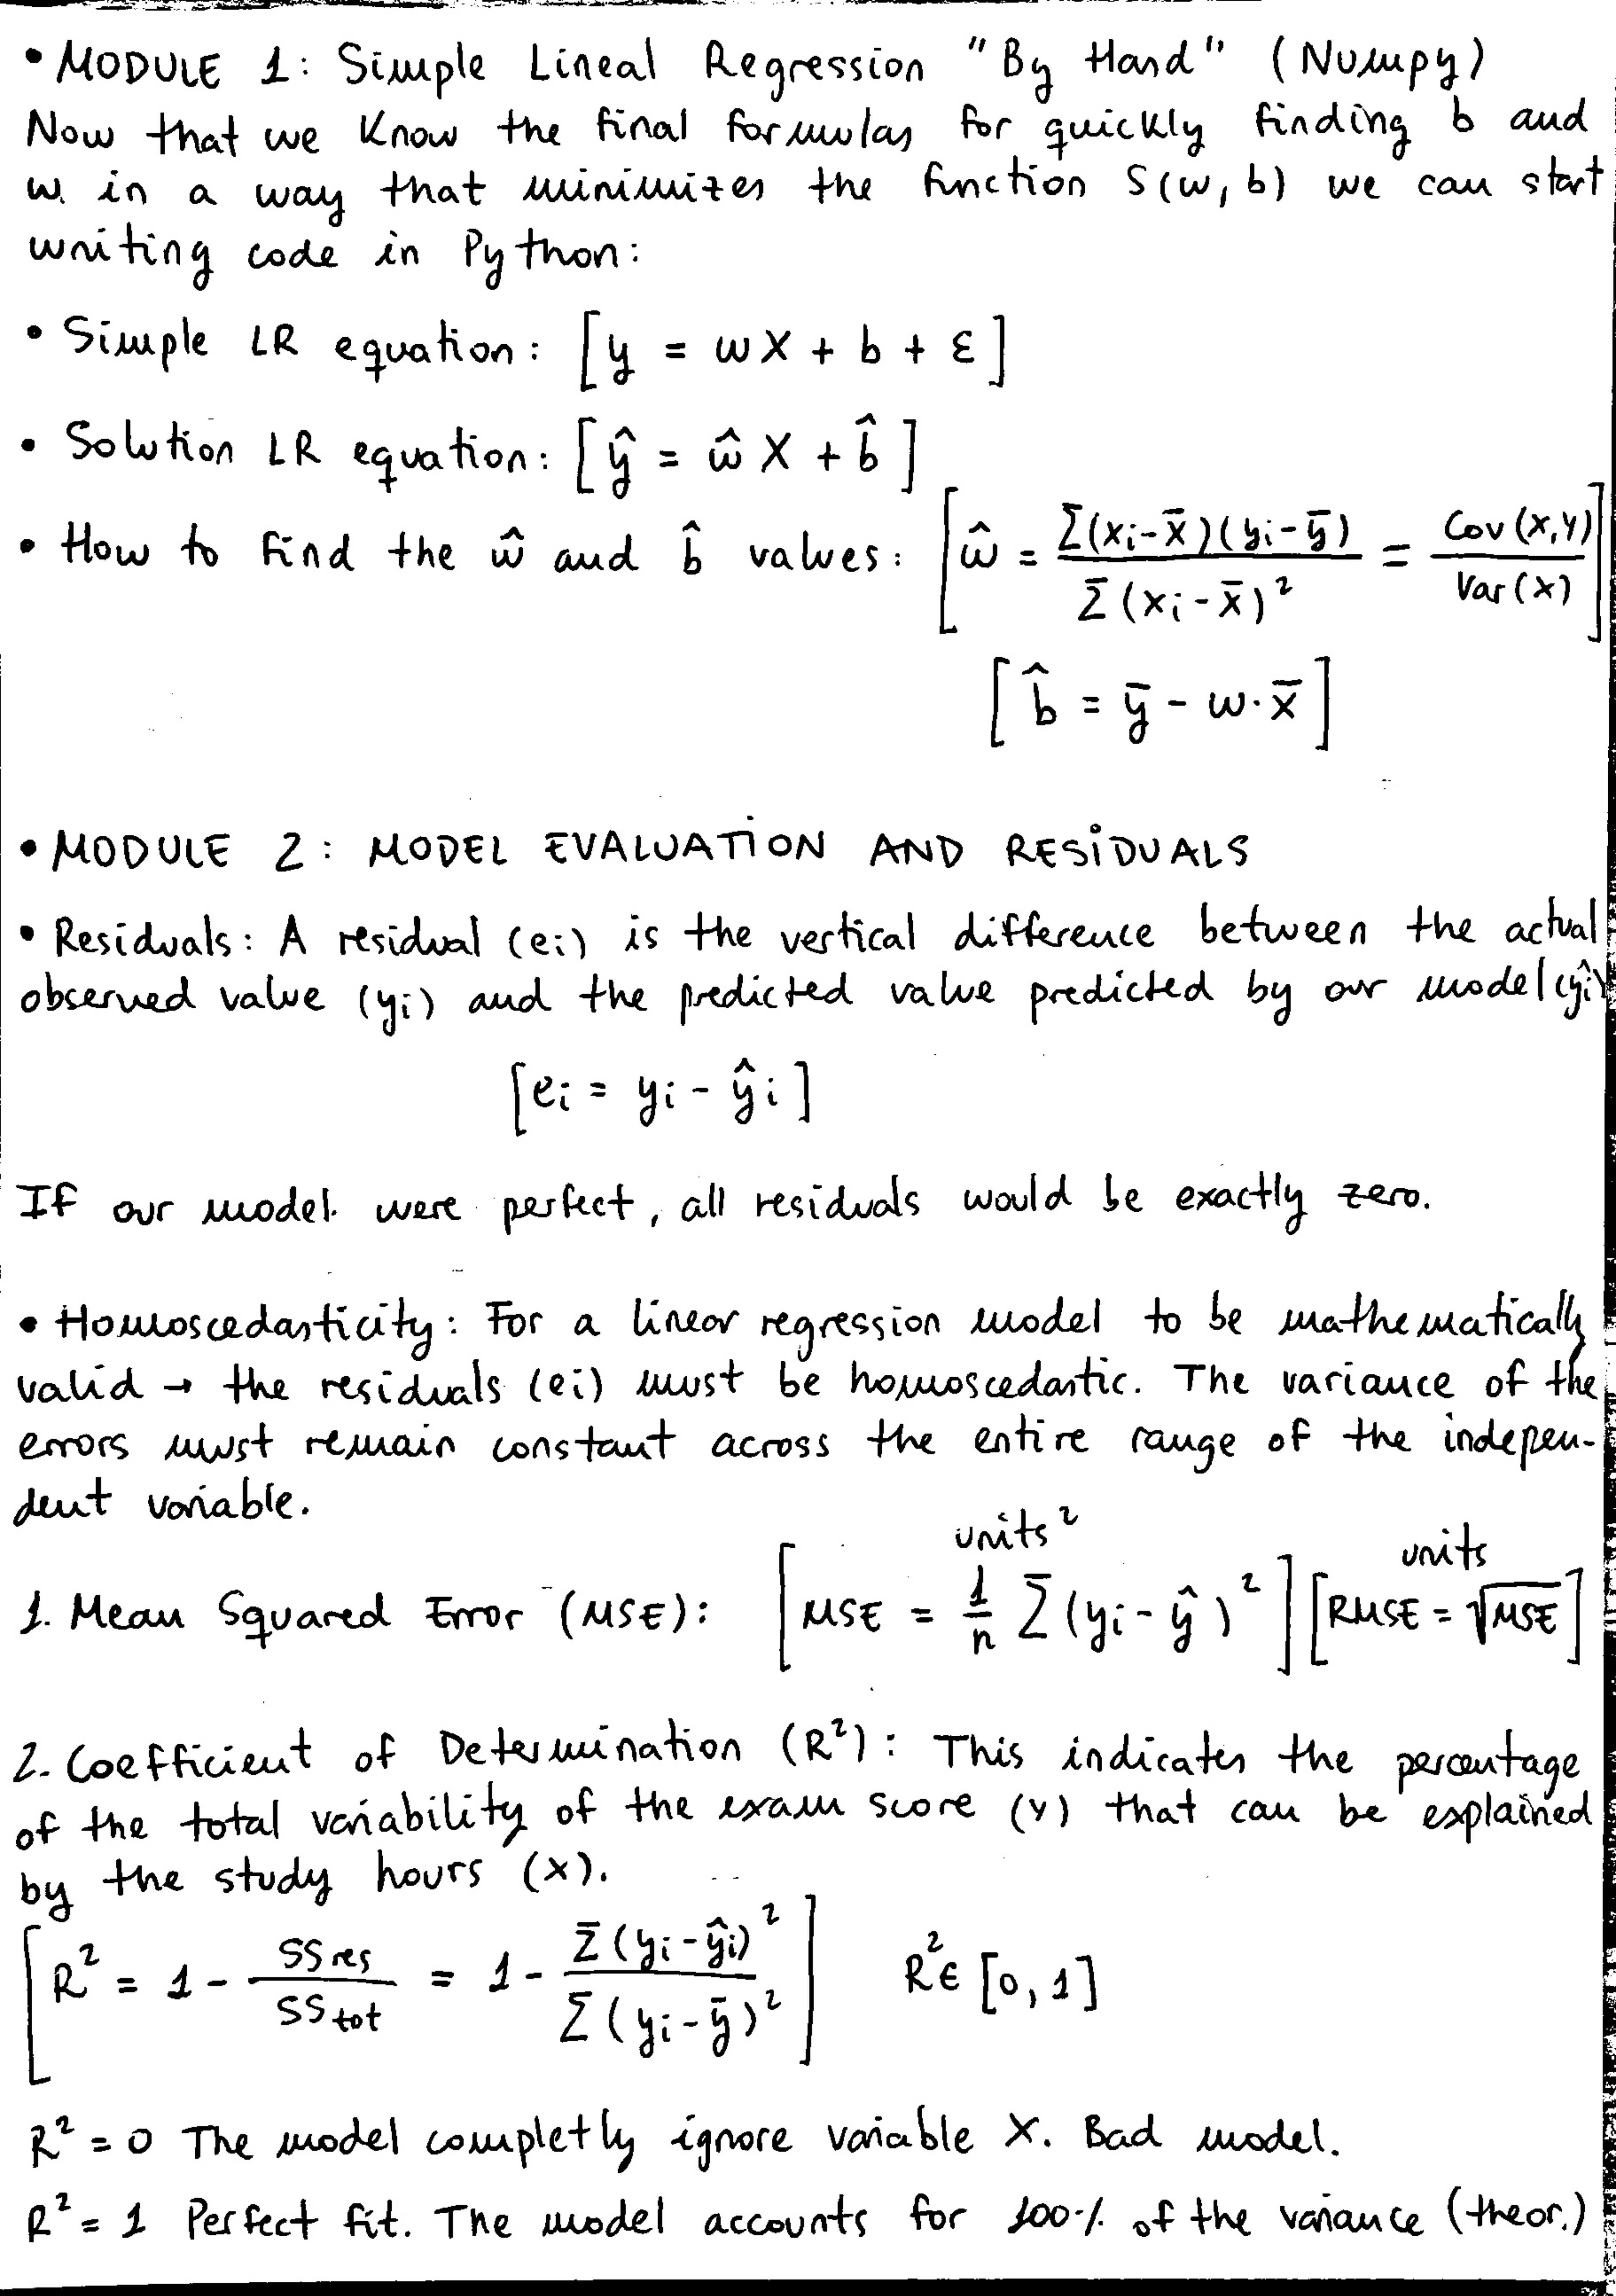 • MODULE 1: Simple Lineal Regression "By Hand" (Numpy)
Now that we know the final formulas for quickly finding b and
w in a way that minimizes the function S(w, b) we can start
writing code in Python:
• Simple LR equation: [y = wX + b + ε]
• Solution LR equation: [ŷ = ŵ X + b̂]
• How to find the ŵ and b̂ values: [ŵ = Σ(xi-x̄)(yi-ȳ) / Σ(xi-x̄)² = Cov(x,y) / Var(x)]
[b̂ = ȳ - w·x̄]
• MODULE 2: MODEL EVALUATION AND RESIDUALS
• Residuals: A residual (ei) is the vertical difference between the actual
observed value (yi) and the predicted value predicted by our model (ŷi)
[ei = yi - ŷi]
If our model were perfect, all residuals would be exactly zero.
• Homoscedasticity: For a linear regression model to be mathematically
valid → the residuals (ei) must be homoscedastic. The variance of the
errors must remain constant across the entire range of the indepen-
dent variable.
units² units
1. Mean Squared Error (MSE): [MSE = 1/n Σ(yi-ŷ)²] [RMSE = √MSE]
2. Coefficient of Determination (R²): This indicates the percentage
of the total variability of the exam score (y) that can be explained
by the study hours (x).
[R² = 1 - SSres / SStot = 1 - Σ(yi-ŷi)² / Σ(yi-ȳ)²] R² ∈ [0, 1]
R² = 0 The model completly ignore variable X. Bad model.
R² = 1 Perfect fit. The model accounts for 100% of the variance (theor.)